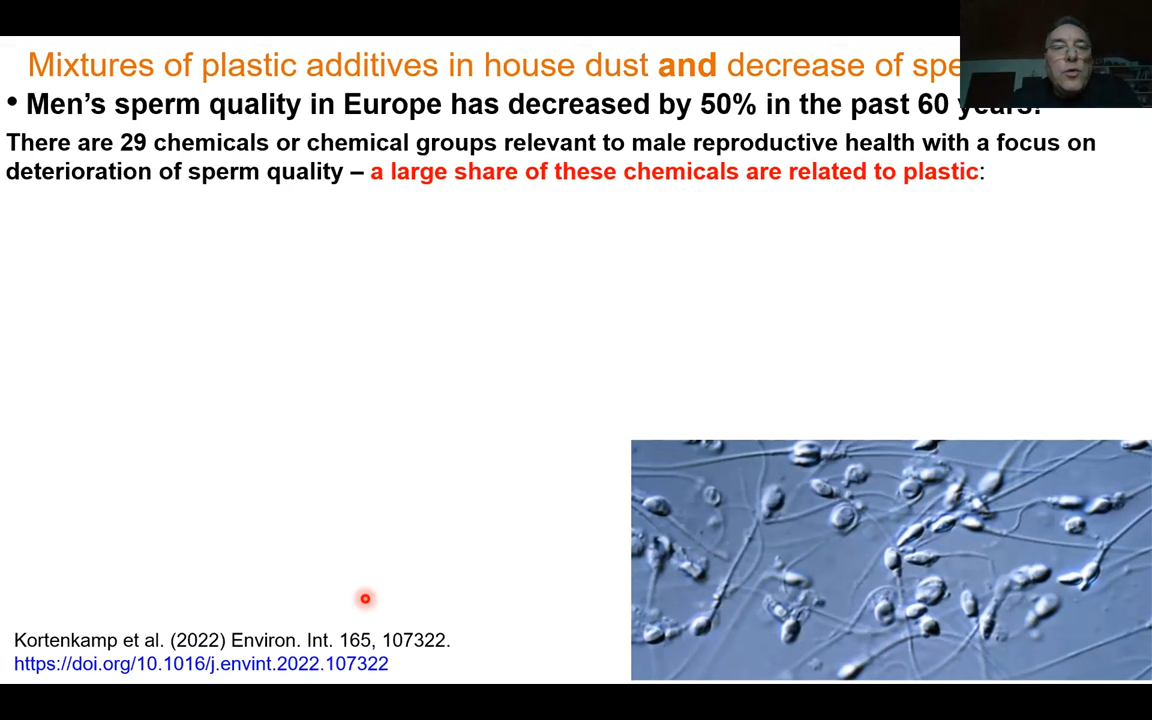 Mixtures of plastic additives in house dust and decrease of spe
• Men's sperm quality in Europe has decreased by 50% in the past 60 years!
There are 29 chemicals or chemical groups relevant to male reproductive health with a focus on
deterioration of sperm quality – a large share of these chemicals are related to plastic:
Kortenkamp et al. (2022) Environ. Int. 165, 107322.
https://doi.org/10.1016/j.envint.2022.107322